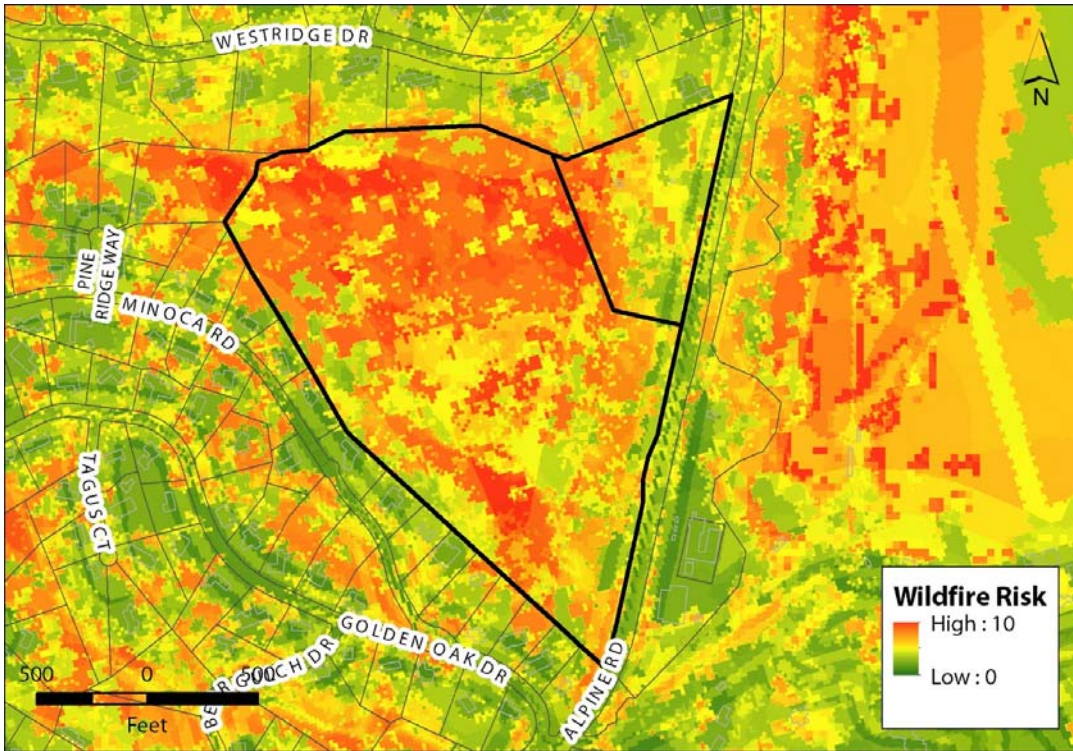 WESTRIDGE DR
N
PINE
RIDGE WAY
MINOCA RD
TAGUS CT
GOLDEN OAK DR
ALPINE RD
Wildfire Risk
High : 10
Low : 0
500 0 500
Feet